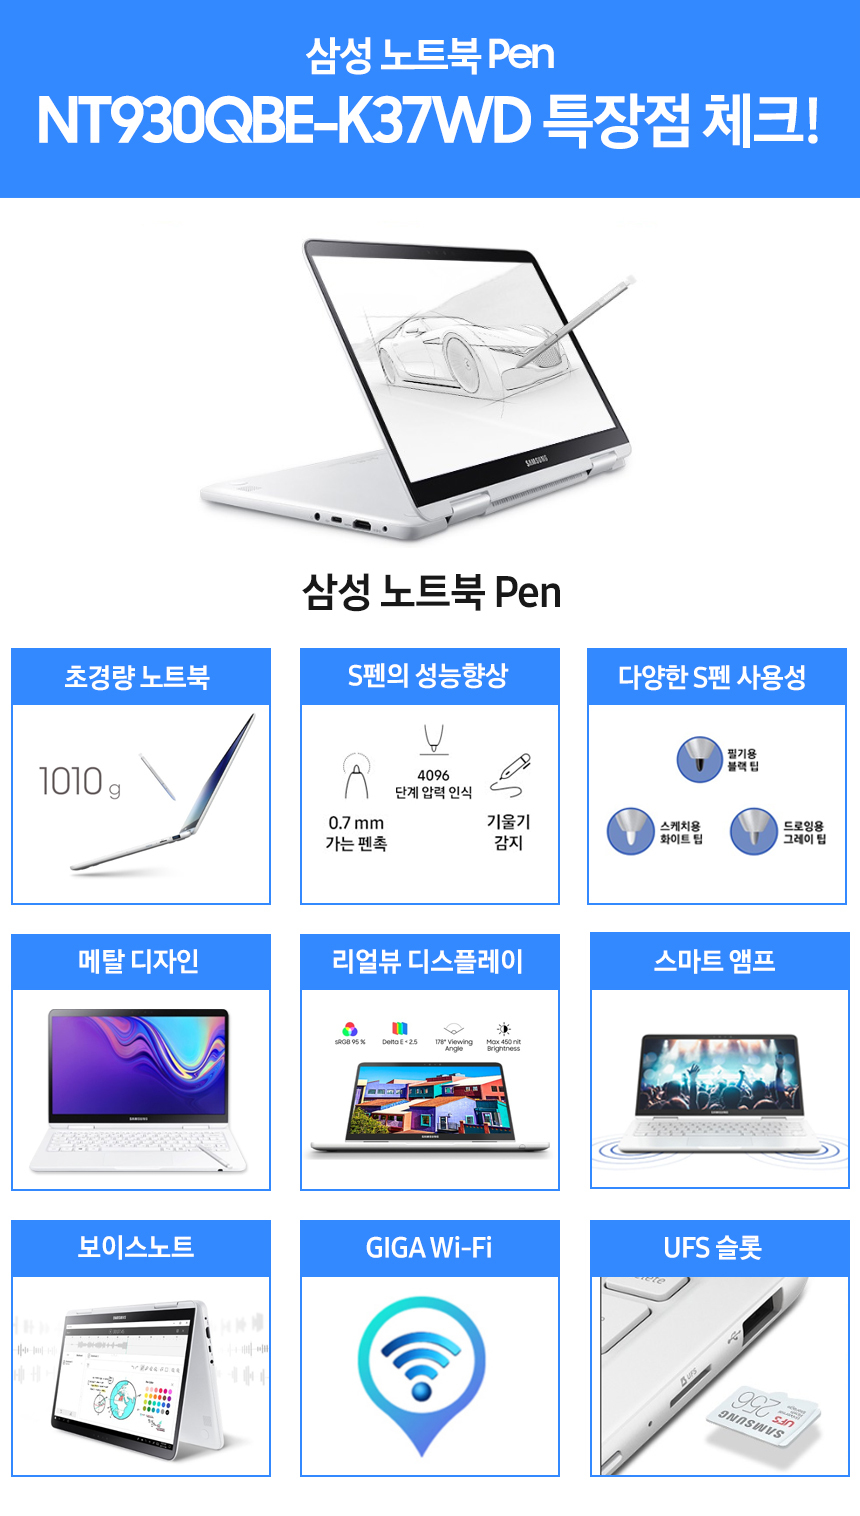 삼성 노트북 Pen
NT930QBE-K37WD 특장점 체크!
SAMSUNG
삼성 노트북 Pen
초경량 노트북
1010 g
S펜의 성능향상
4096
단계 압력 인식
0.7 mm
가는 펜촉
기울기
감지
다양한 S펜 사용성
필기용
블랙 팁
스케치용
화이트 팁
드로잉용
그레이 팁
메탈 디자인
SAMSUNG
리얼뷰 디스플레이
sRGB 95 %
Delta E < 2.5
178° Viewing
Angle
Max 450 nit
Brightness
SAMSUNG
스마트 앰프
SAMSUNG
보이스노트
SAMSUNG
GIGA Wi-Fi
UFS 슬롯
UFS
SAMSUNG
256
UFS